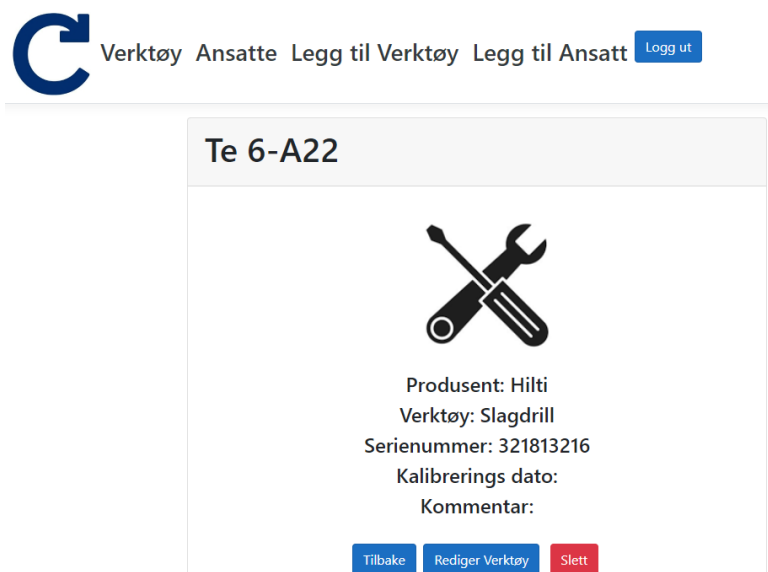 Verktøy Ansatte Legg til Verktøy Legg til Ansatt Logg ut
Te 6-A22
Produsent: Hilti
Verktøy: Slagdrill
Serienummer: 321813216
Kalibrerings dato:
Kommentar:
Tilbake Rediger Verktøy Slett